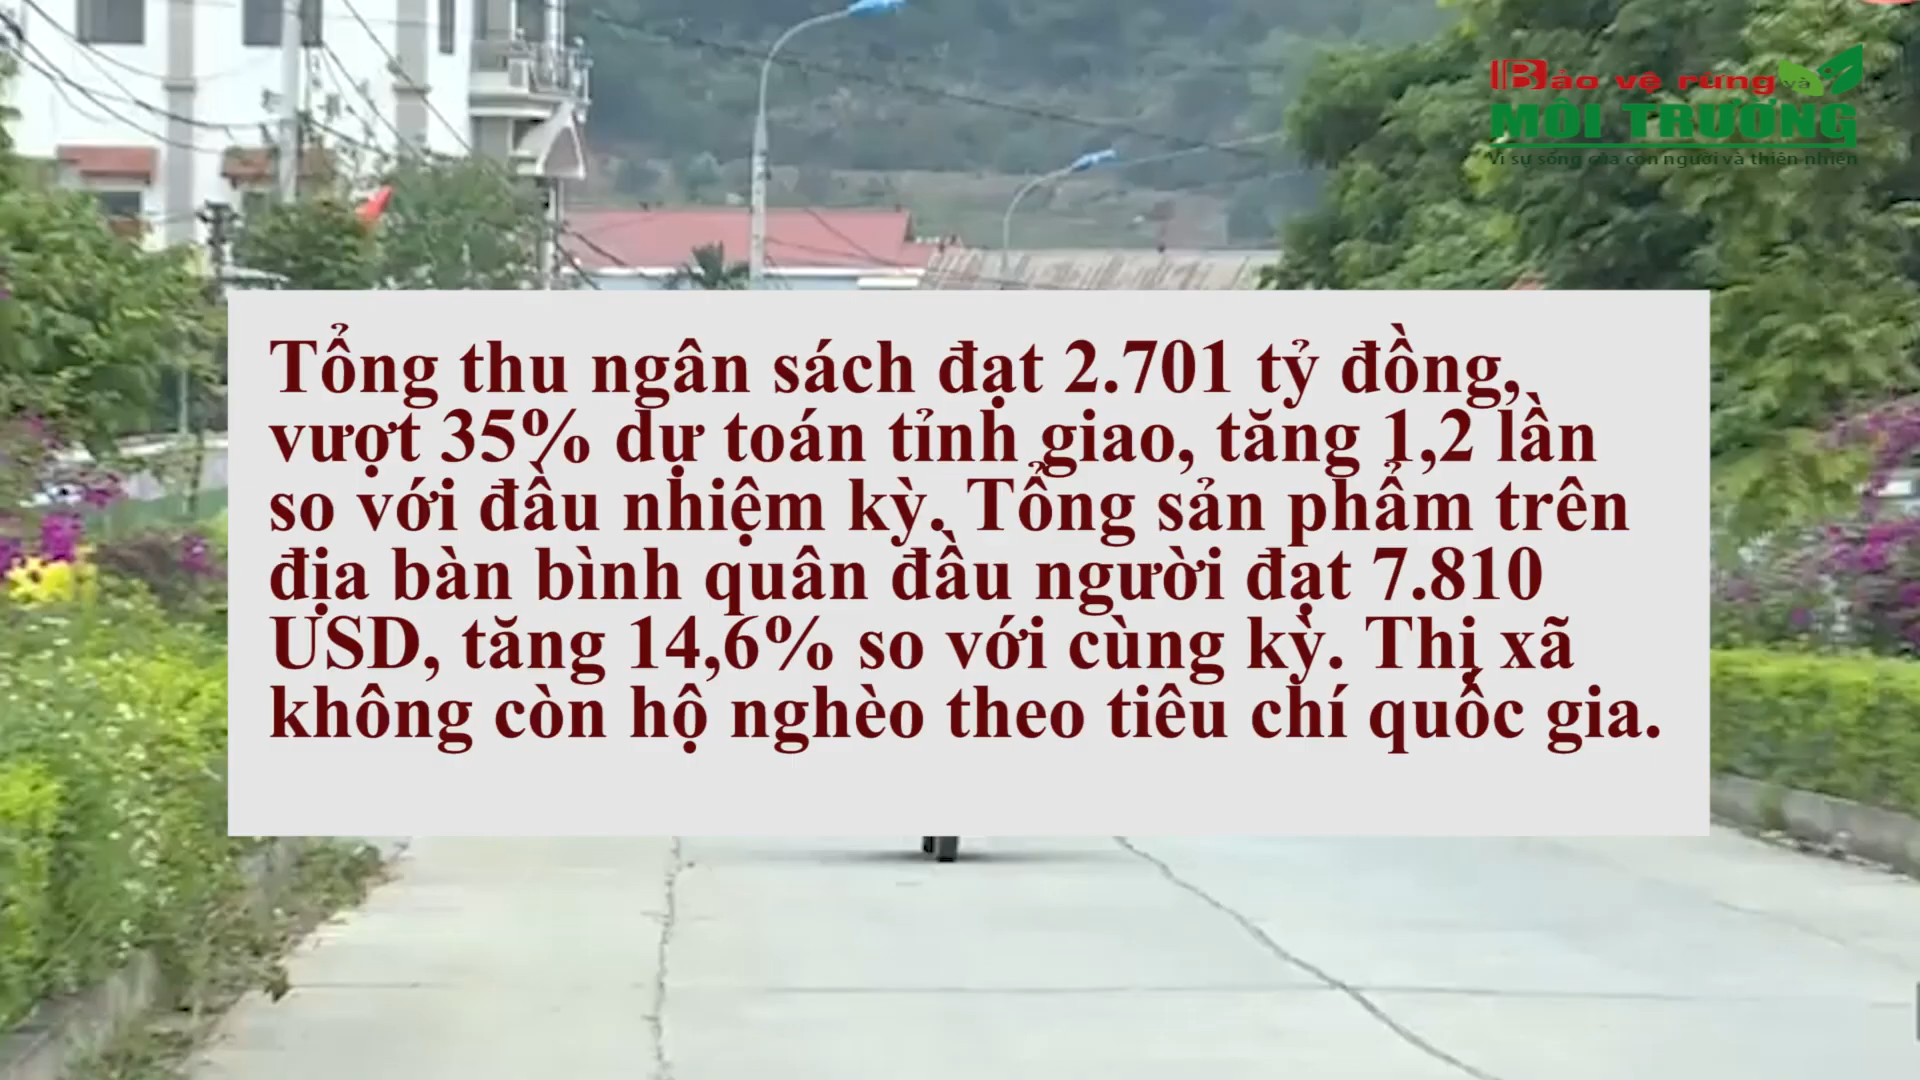 Bảo vệ rừng và
MÔI TRƯỜNG
Vì sự sống của con người và thiên nhiên
Tổng thu ngân sách đạt 2.701 tỷ đồng,
vượt 35% dự toán tỉnh giao, tăng 1,2 lần
so với đầu nhiệm kỳ. Tổng sản phẩm trên
địa bàn bình quân đầu người đạt 7.810
USD, tăng 14,6% so với cùng kỳ. Thị xã
không còn hộ nghèo theo tiêu chí quốc gia.